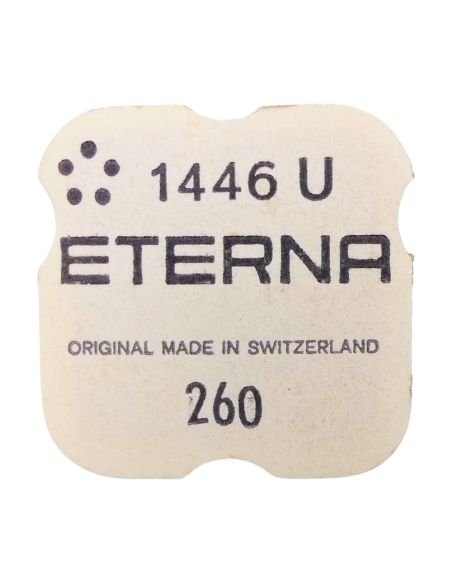 1446 U
ETERNA
ORIGINAL MADE IN SWITZERLAND
260